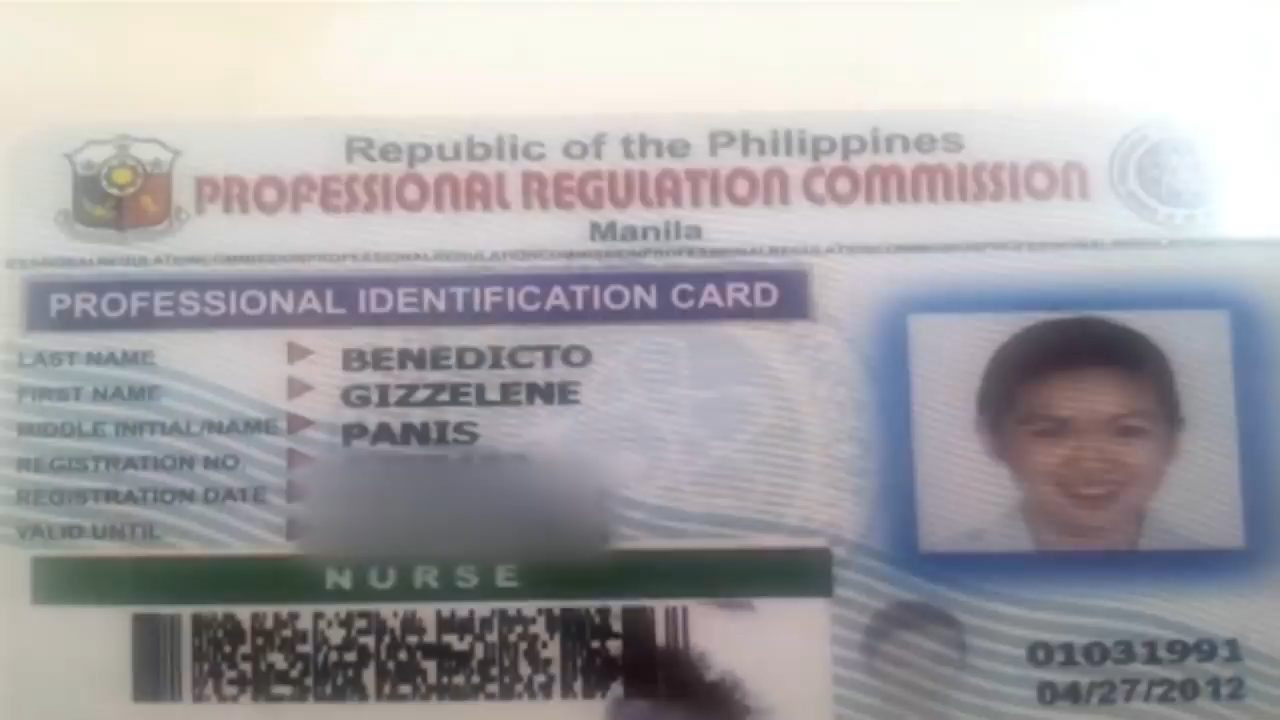 Republic of the Philippines
PROFESSIONAL REGULATION COMMISSION
Manila
PROFESSIONAL IDENTIFICATION CARD
LAST NAME BENEDICTO
FIRST NAME GIZZELENE
MIDDLE INITIAL/NAME PANIS
REGISTRATION NO
REGISTRATION DATE
VALID UNTIL
NURSE
01031991
04/27/2012